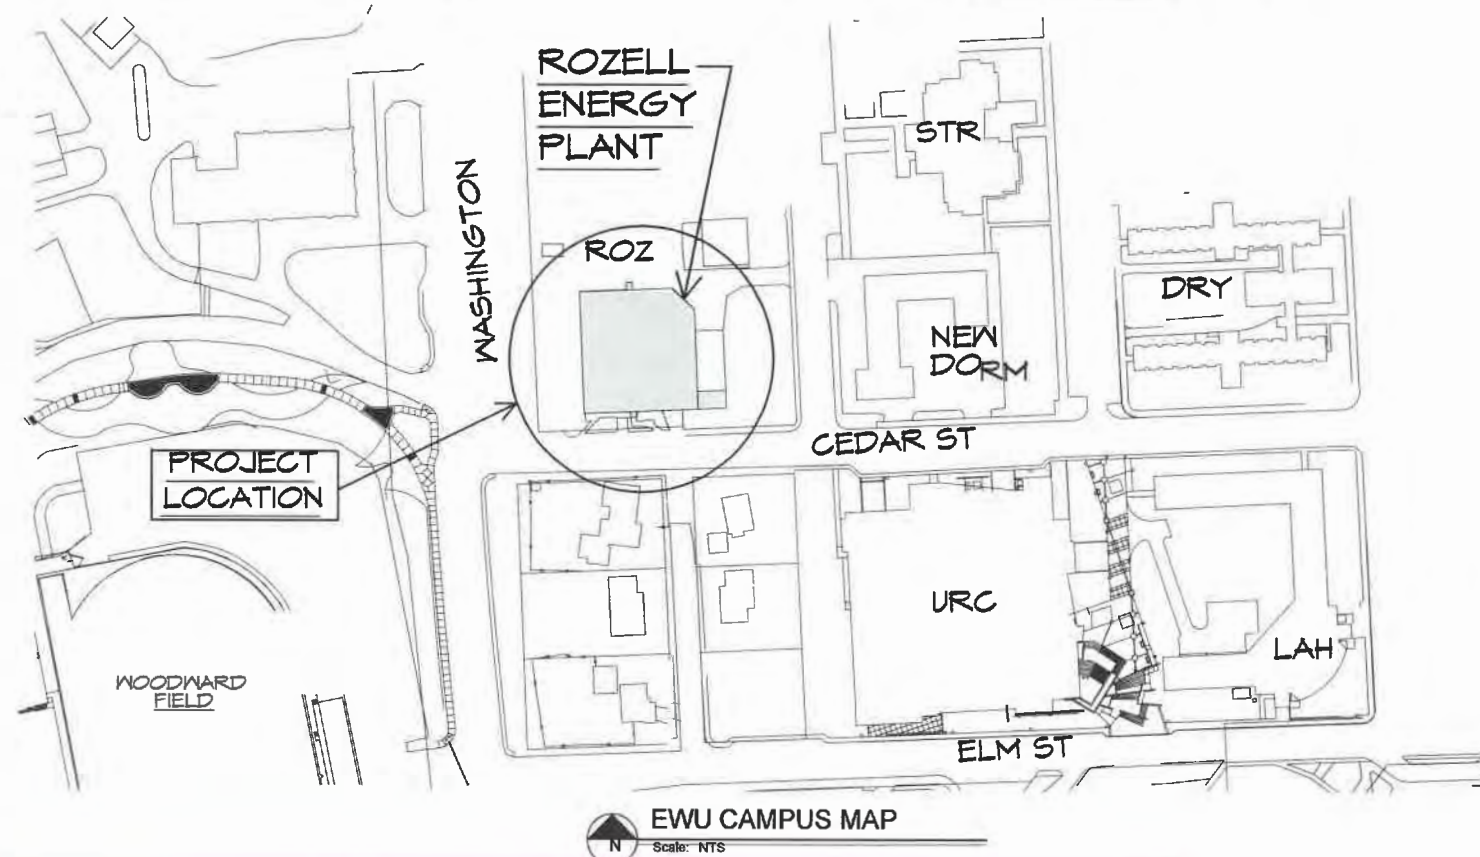 ROZELL
ENERGY
PLANT
STR
WASHINGTON
ROZ
DRY
NEW
DORM
CEDAR ST
PROJECT
LOCATION
URC
LAH
WOODWARD
FIELD
ELM ST
EWU CAMPUS MAP
N
Scale: NTS